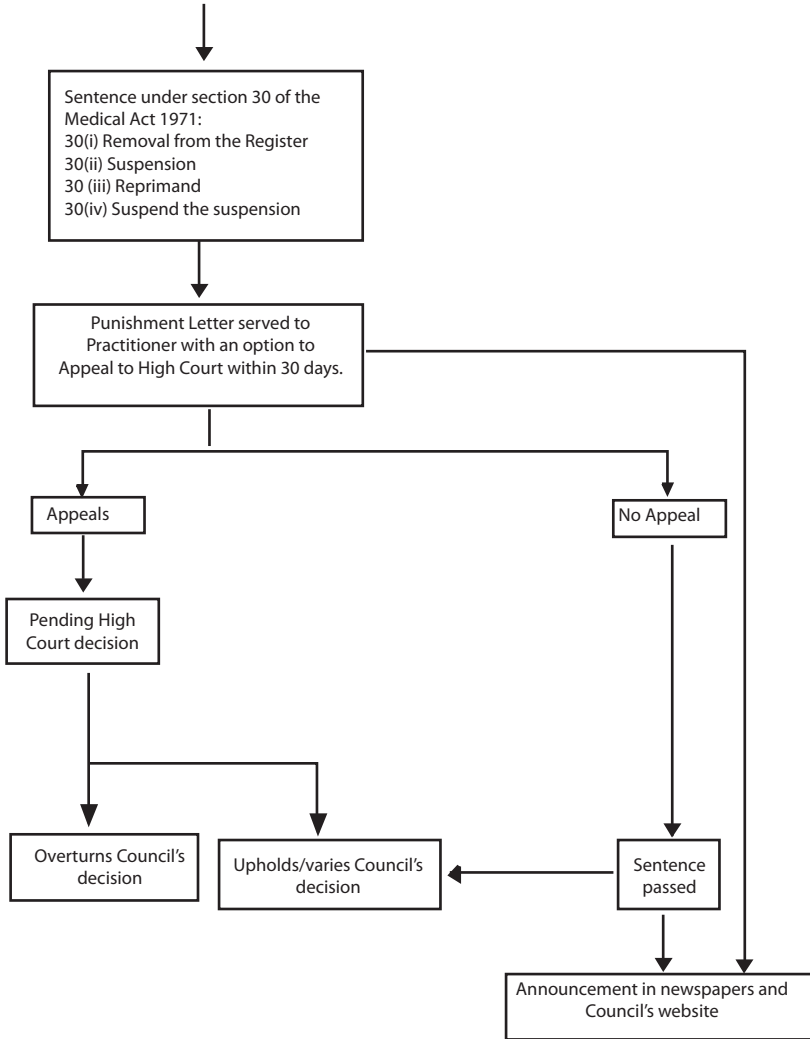 Sentence under section 30 of the
Medical Act 1971:
30(i) Removal from the Register
30(ii) Suspension
30 (iii) Reprimand
30(iv) Suspend the suspension
Punishment Letter served to
Practitioner with an option to
Appeal to High Court within 30 days.
Appeals
No Appeal
Pending High
Court decision
Overturns Council’s
decision
Upholds/varies Council’s
decision
Sentence
passed
Announcement in newspapers and
Council’s website